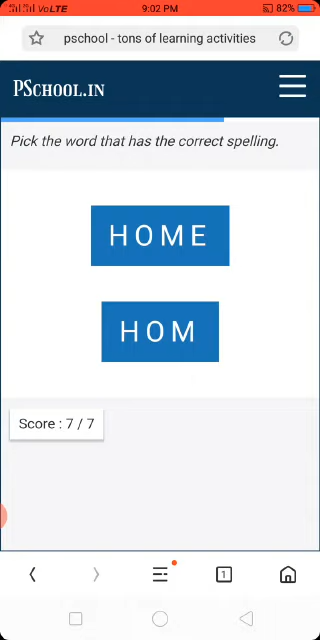 VoLTE 9:02 PM 82%
pschool - tons of learning activities
PSCHOOL.IN
Pick the word that has the correct spelling.
HOME
HOM
Score : 7 / 7
1